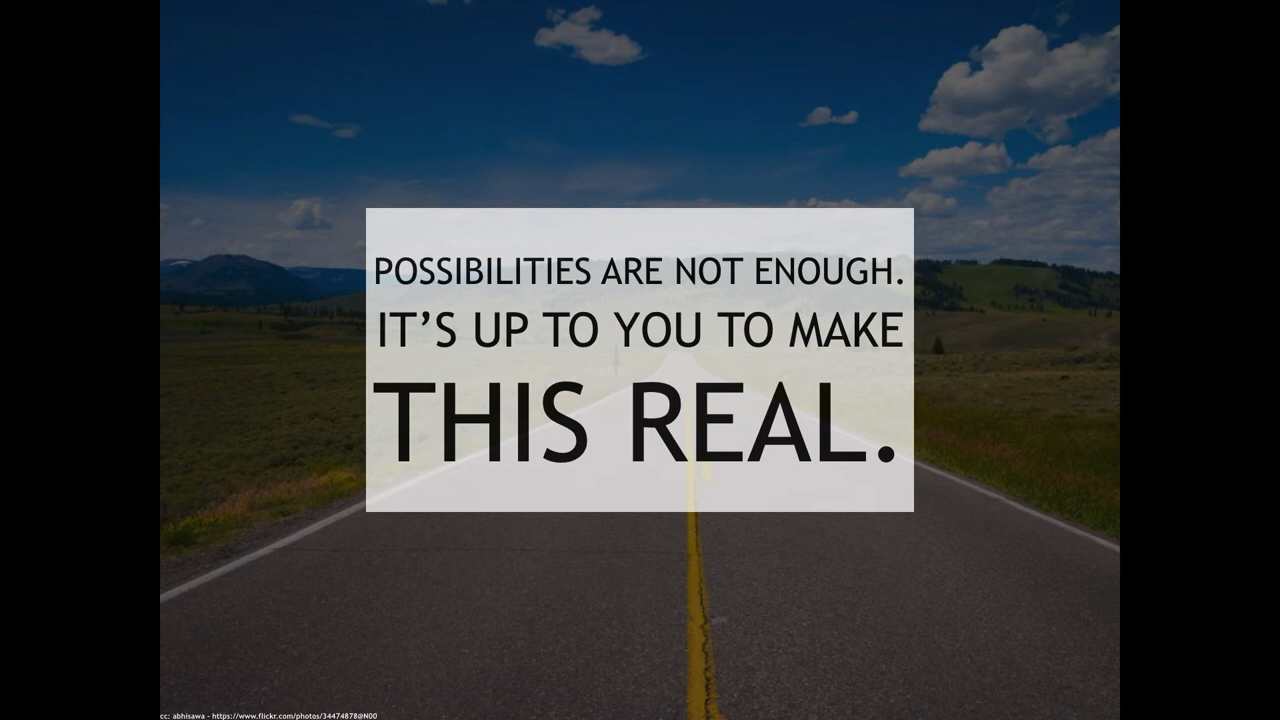 POSSIBILITIES ARE NOT ENOUGH.
IT’S UP TO YOU TO MAKE
THIS REAL.
cc: abhisawa - https://www.flickr.com/photos/34474878@N00